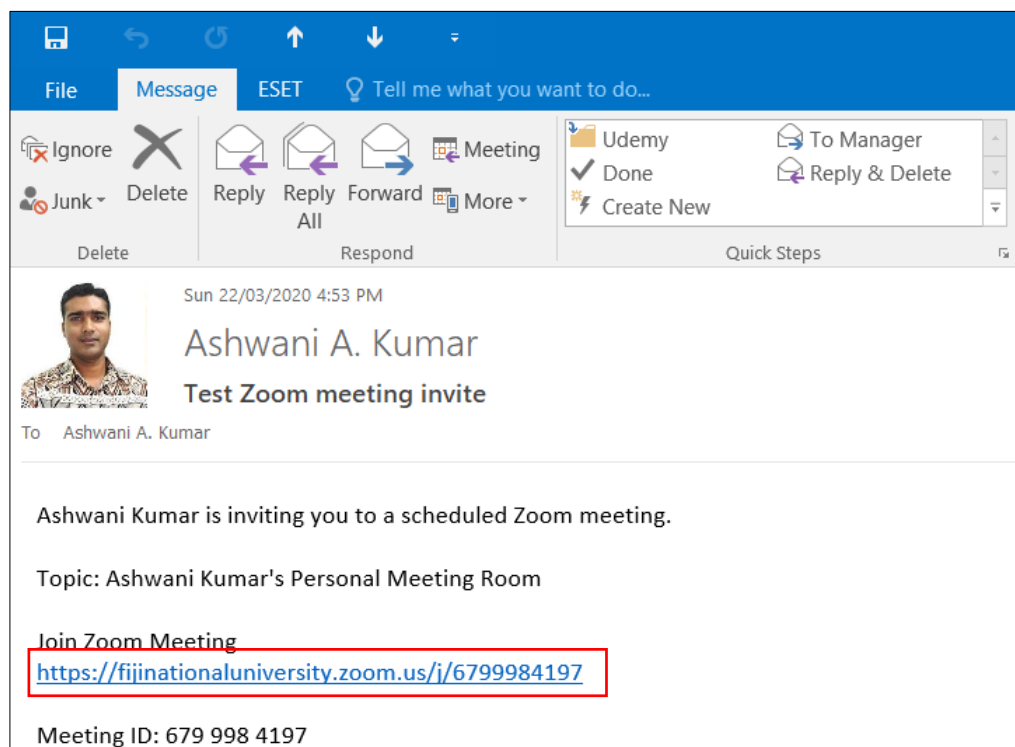 File Message ESET Tell me what you want to do...
Ignore
Junk
Delete
Reply
Reply All
Forward
Meeting
More
Udemy
Done
Create New
To Manager
Reply & Delete
Delete Respond Quick Steps
Sun 22/03/2020 4:53 PM
Ashwani A. Kumar
Test Zoom meeting invite
To Ashwani A. Kumar
Ashwani Kumar is inviting you to a scheduled Zoom meeting.
Topic: Ashwani Kumar's Personal Meeting Room
Join Zoom Meeting
https://fijinationaluniversity.zoom.us/j/6799984197
Meeting ID: 679 998 4197